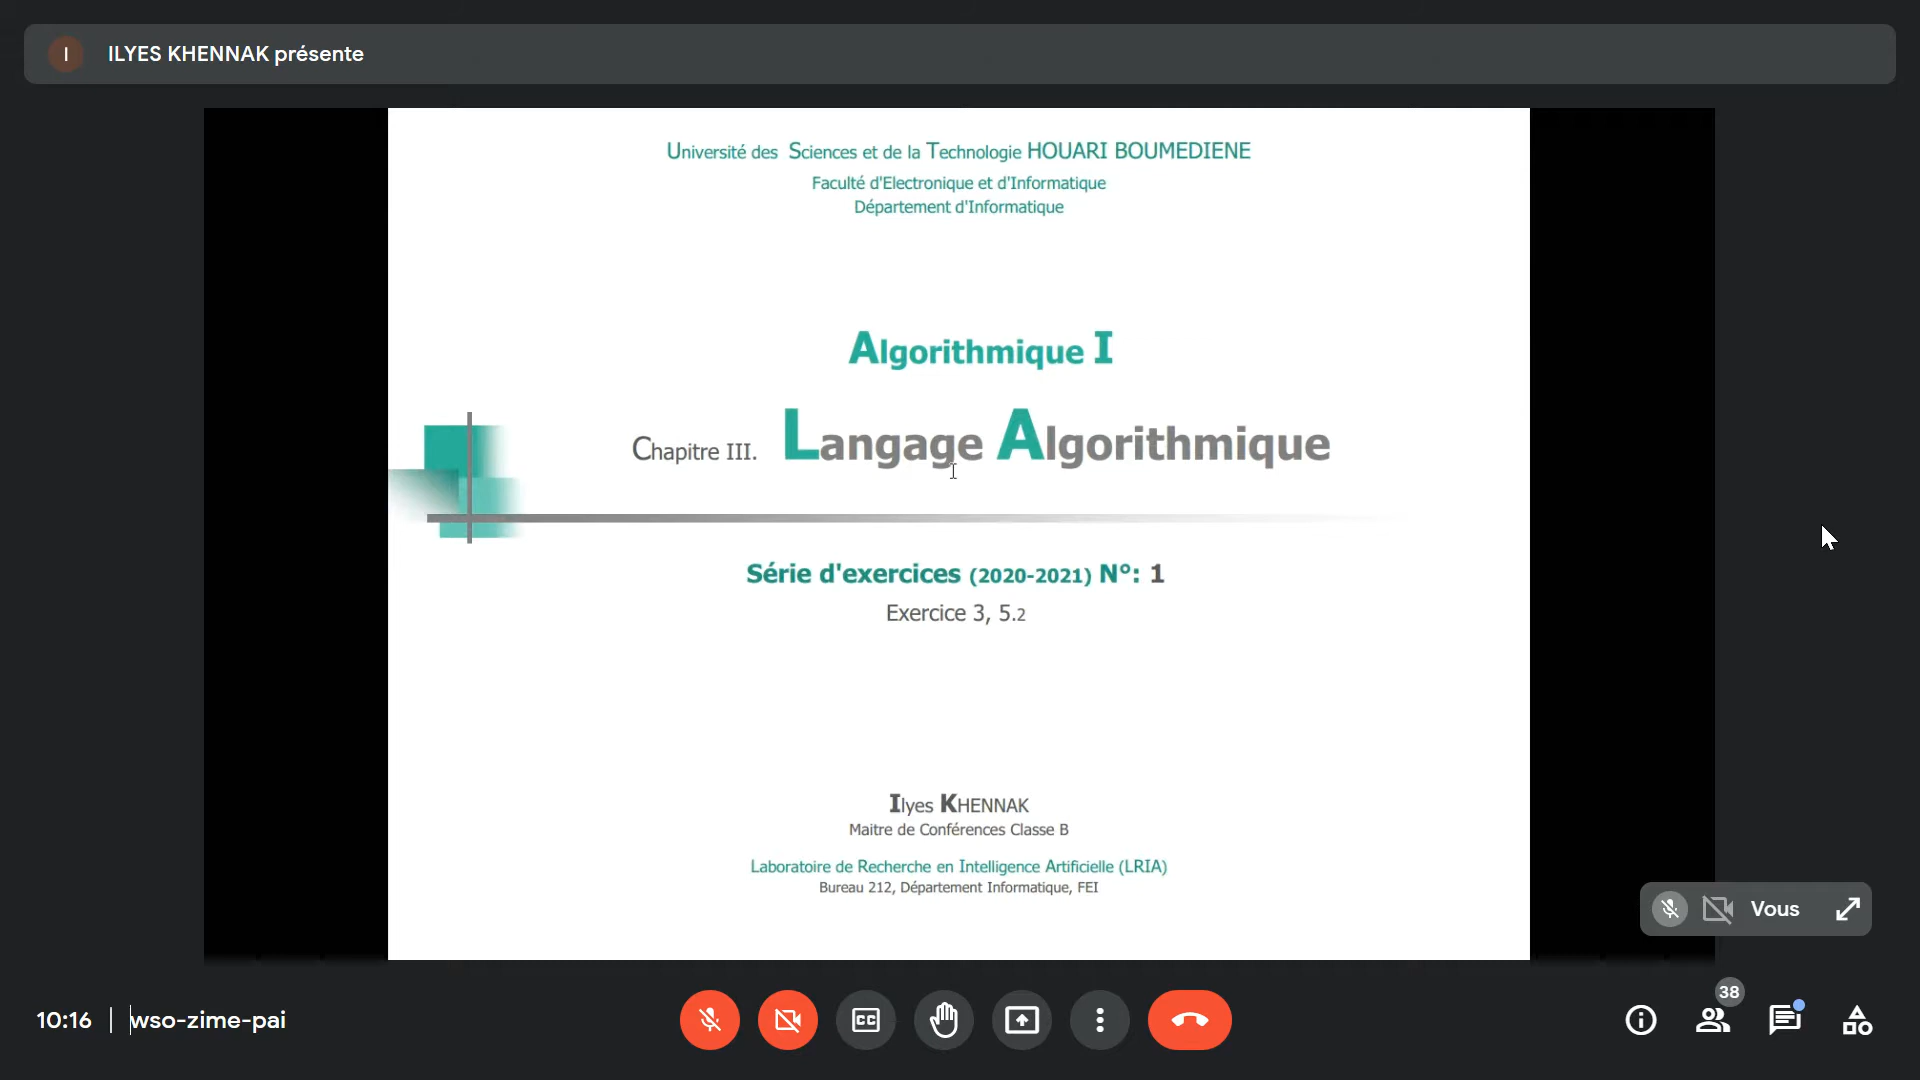 I
ILYES KHENNAK présente
Université des Sciences et de la Technologie HOUARI BOUMEDIENE
Faculté d'Electronique et d'Informatique
Département d'Informatique
Algorithmique I
Chapitre III. Langage Algorithmique
Série d'exercices (2020-2021) N°: 1
Exercice 3, 5.2
Ilyes KHENNAK
Maitre de Conférences Classe B
Laboratoire de Recherche en Intelligence Artificielle (LRIA)
Bureau 212, Département Informatique, FEI
Vous
10:16 | wso-zime-pai
CC
38